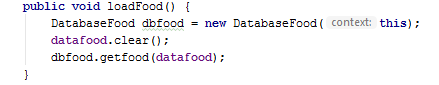 public void loadFood() {
DatabaseFood dbfood = new DatabaseFood( context: this);
datafood.clear();
dbfood.getfood(datafood);
}